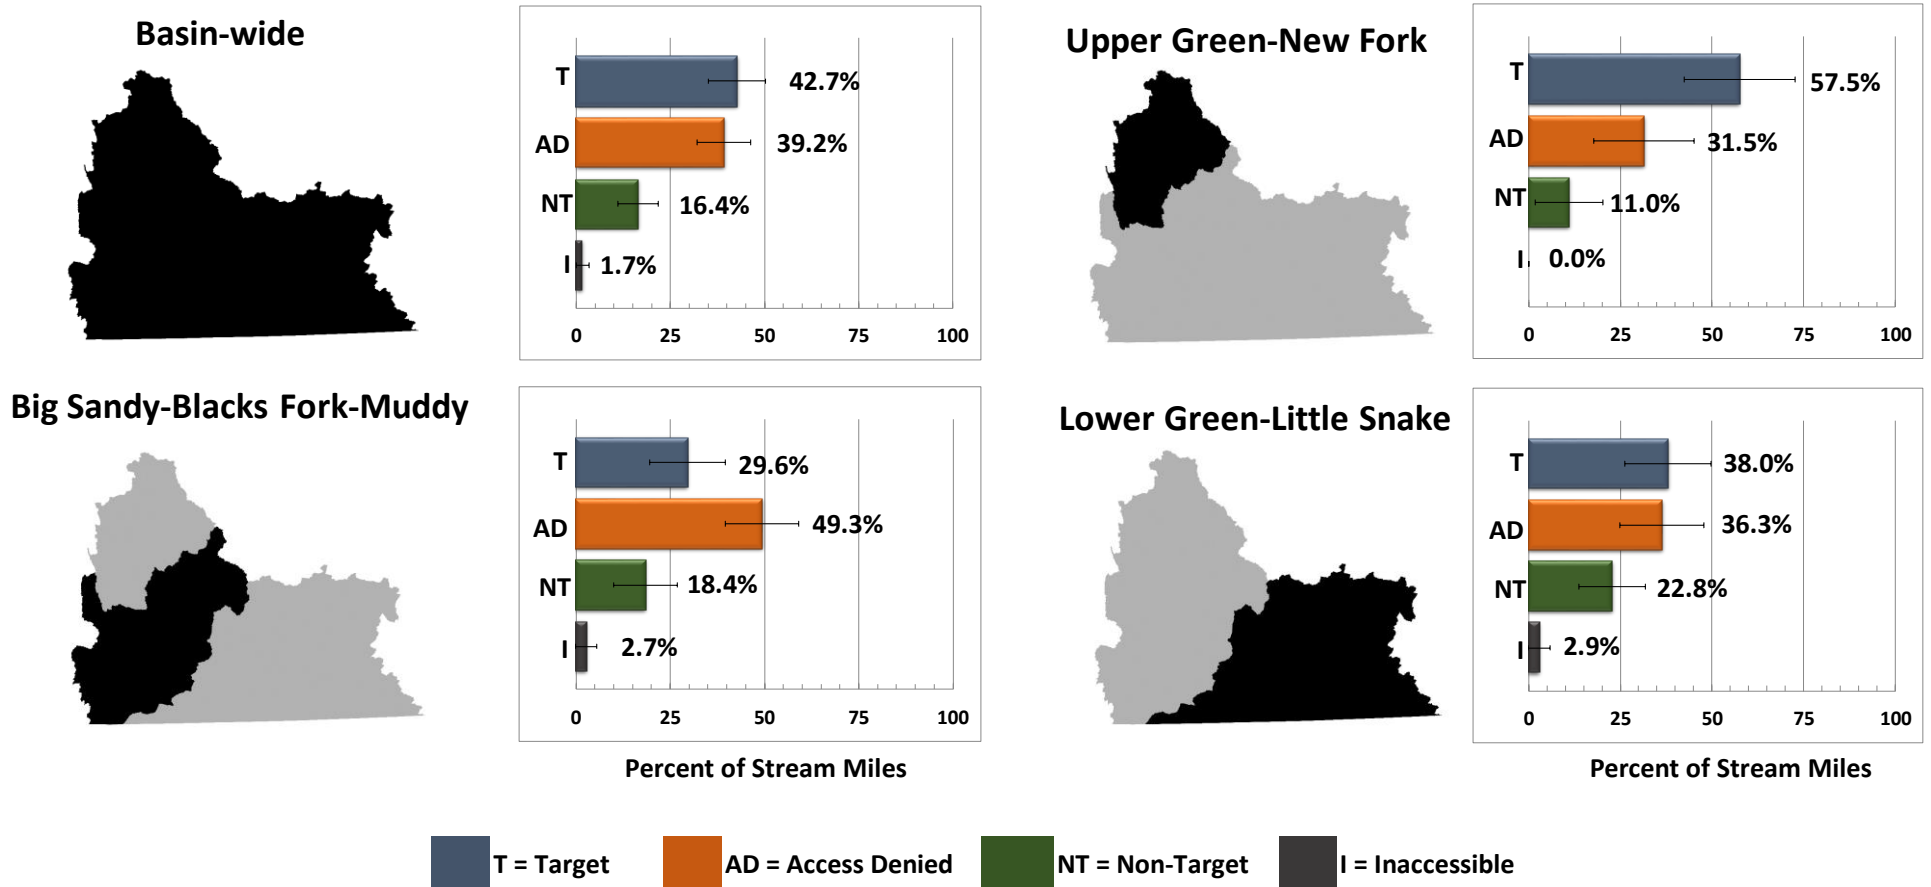 Basin-wide
T
42.7%
AD
39.2%
NT
16.4%
I
1.7%
0 25 50 75 100
Upper Green-New Fork
T
57.5%
AD
31.5%
NT
11.0%
I
0.0%
0 25 50 75 100
Big Sandy-Blacks Fork-Muddy
T
29.6%
AD
49.3%
NT
18.4%
I
2.7%
0 25 50 75 100
Percent of Stream Miles
Lower Green-Little Snake
T
38.0%
AD
36.3%
NT
22.8%
I
2.9%
0 25 50 75 100
Percent of Stream Miles
T = Target
AD = Access Denied
NT = Non-Target
I = Inaccessible